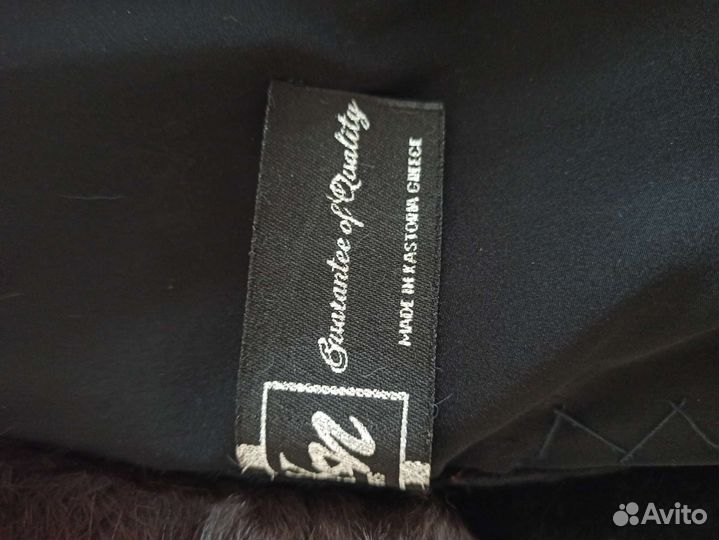 Guarantee of Quality
MADE IN KASTORIA GREECE
Avito